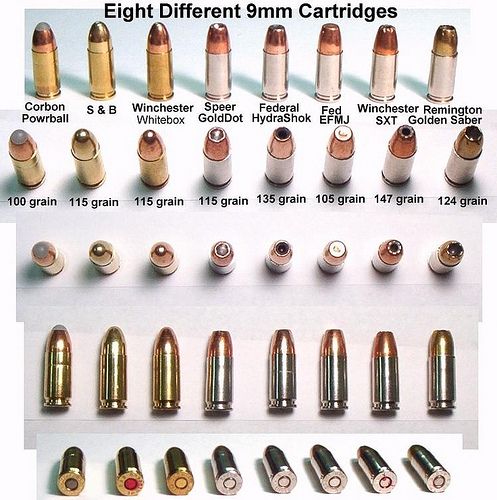 Eight Different 9mm Cartridges
Corbon Powrball
S & B
Winchester Whitebox
Speer GoldDot
Federal HydraShok
Fed EFMJ
Winchester SXT
Remington Golden Saber
100 grain 115 grain 115 grain 115 grain 135 grain 105 grain 147 grain 124 grain